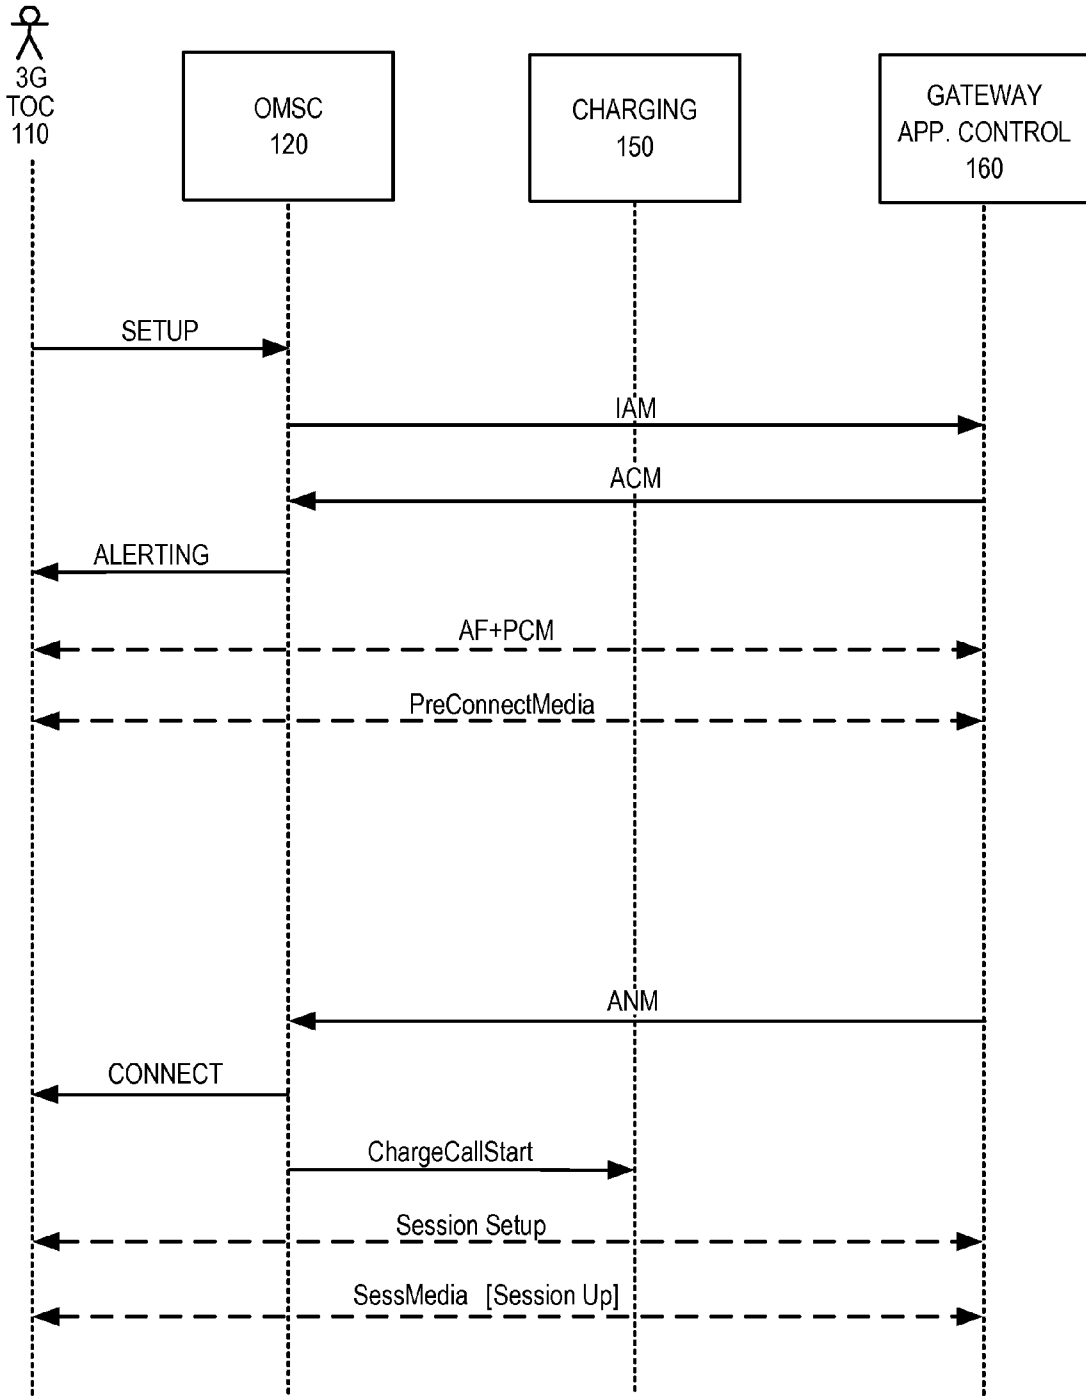 3G
TOC
110
OMSC
120
CHARGING
150
GATEWAY
APP. CONTROL
160
SETUP
IAM
ACM
ALERTING
AF+PCM
PreConnectMedia
ANM
CONNECT
ChargeCallStart
Session Setup
SessMedia [Session Up]